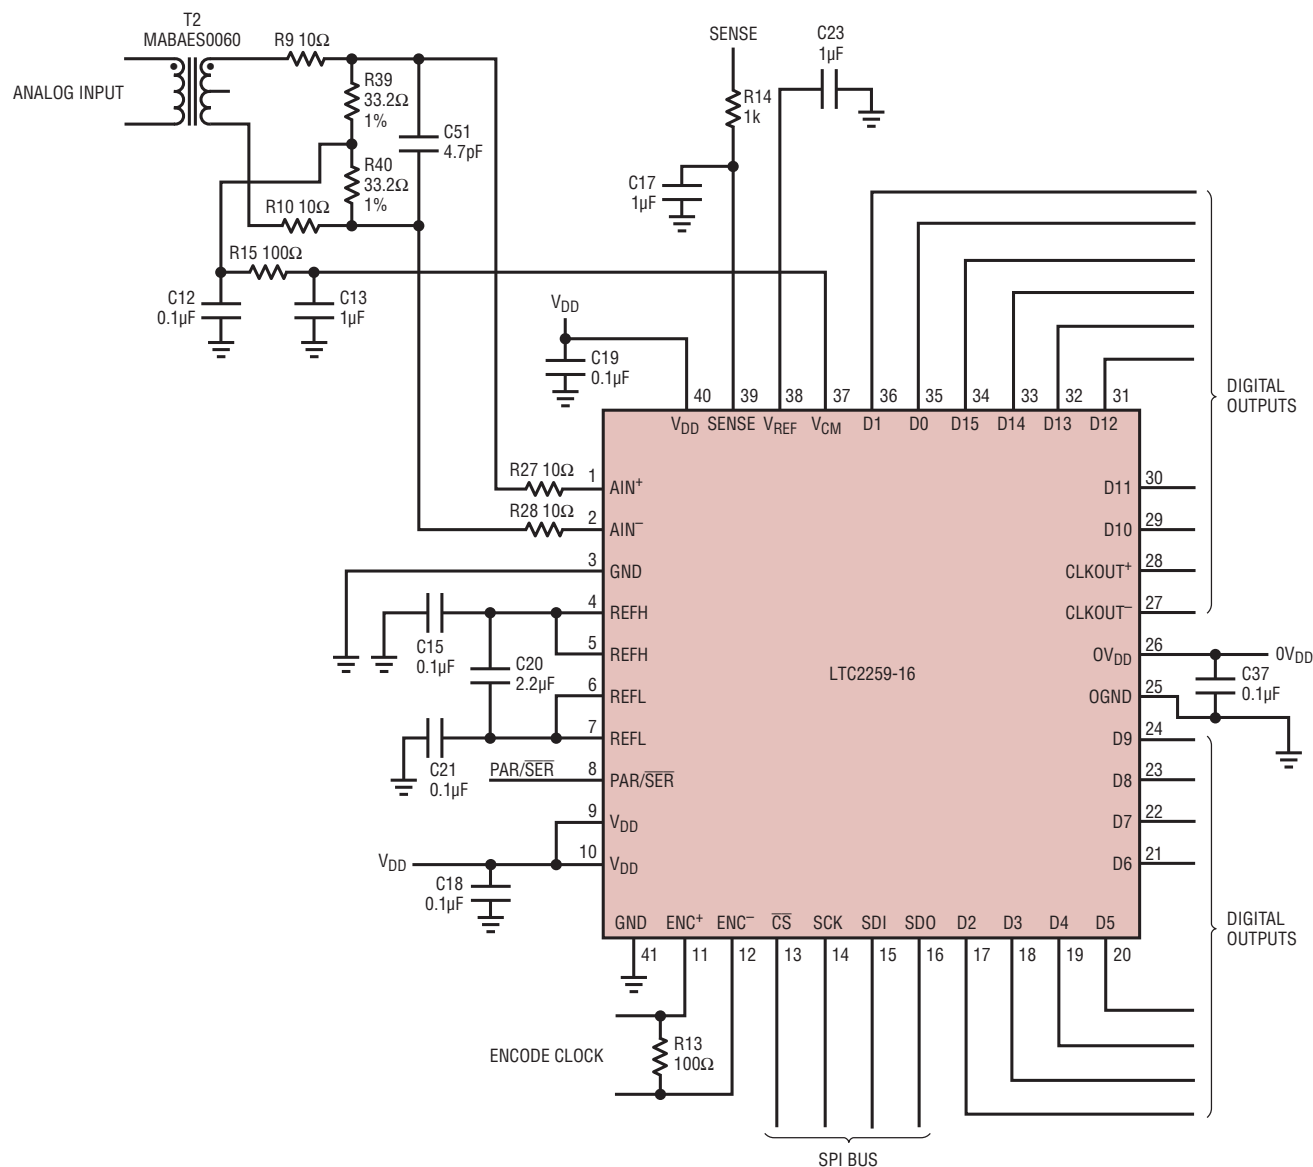 T2
MABAES0060
ANALOG INPUT
R9 10Ω
R39
33.2Ω
1%
C51
4.7pF
R40
33.2Ω
1%
R10 10Ω
R15 100Ω
C12
0.1µF
C13
1µF
SENSE
R14
1k
C23
1µF
C17
1µF
VDD
C19
0.1µF
DIGITAL
OUTPUTS
40 39 38 37 36 35 34 33 32 31
VDD SENSE VREF VCM D1 D0 D15 D14 D13 D12
R27 10Ω
1 AIN+
R28 10Ω
2 AIN−
3 GND
4 REFH
C15
0.1µF
5 REFH
C20
2.2µF
6 REFL
7 REFL
C21
0.1µF
PAR/S̅E̅R̅
8 PAR/S̅E̅R̅
9 VDD
VDD
10 VDD
C18
0.1µF
LTC2259-16
D11 30
D10 29
CLKOUT+ 28
CLKOUT− 27
OVDD 26
0VDD
C37
0.1µF
OGND 25
D9 24
D8 23
D7 22
D6 21
DIGITAL
OUTPUTS
GND ENC+ ENC− C̅S̅ SCK SDI SDO D2 D3 D4 D5
41 11 12 13 14 15 16 17 18 19 20
ENCODE CLOCK
R13
100Ω
SPI BUS